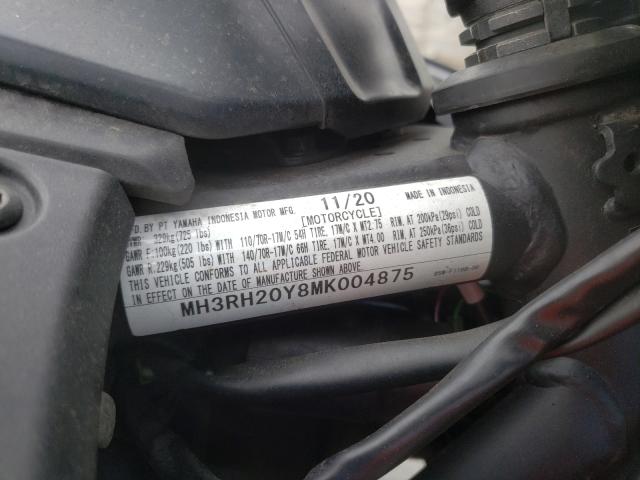 D. BY PT YAMAHA INDONESIA MOTOR MFG. 11/20 MADE IN INDONESIA
329kg(725 lbs) [MOTORCYCLE]
GAWR F:100kg(220 lbs) WITH 110/70R-17M/C 54H TIRE, 17M/C X MT2.75 RIM, AT 200kPa(29psi) COLD
GAWR R:229kg(505 lbs) WITH 140/70R-17M/C 66H TIRE, 17M/C X MT4.00 RIM, AT 250kPa(36psi) COLD
THIS VEHICLE CONFORMS TO ALL APPLICABLE FEDERAL MOTOR VEHICLE SAFETY STANDARDS
IN EFFECT ON THE DATE OF MANUFACTURE SHOWN ABOVE
MH3RH20Y8MK004875